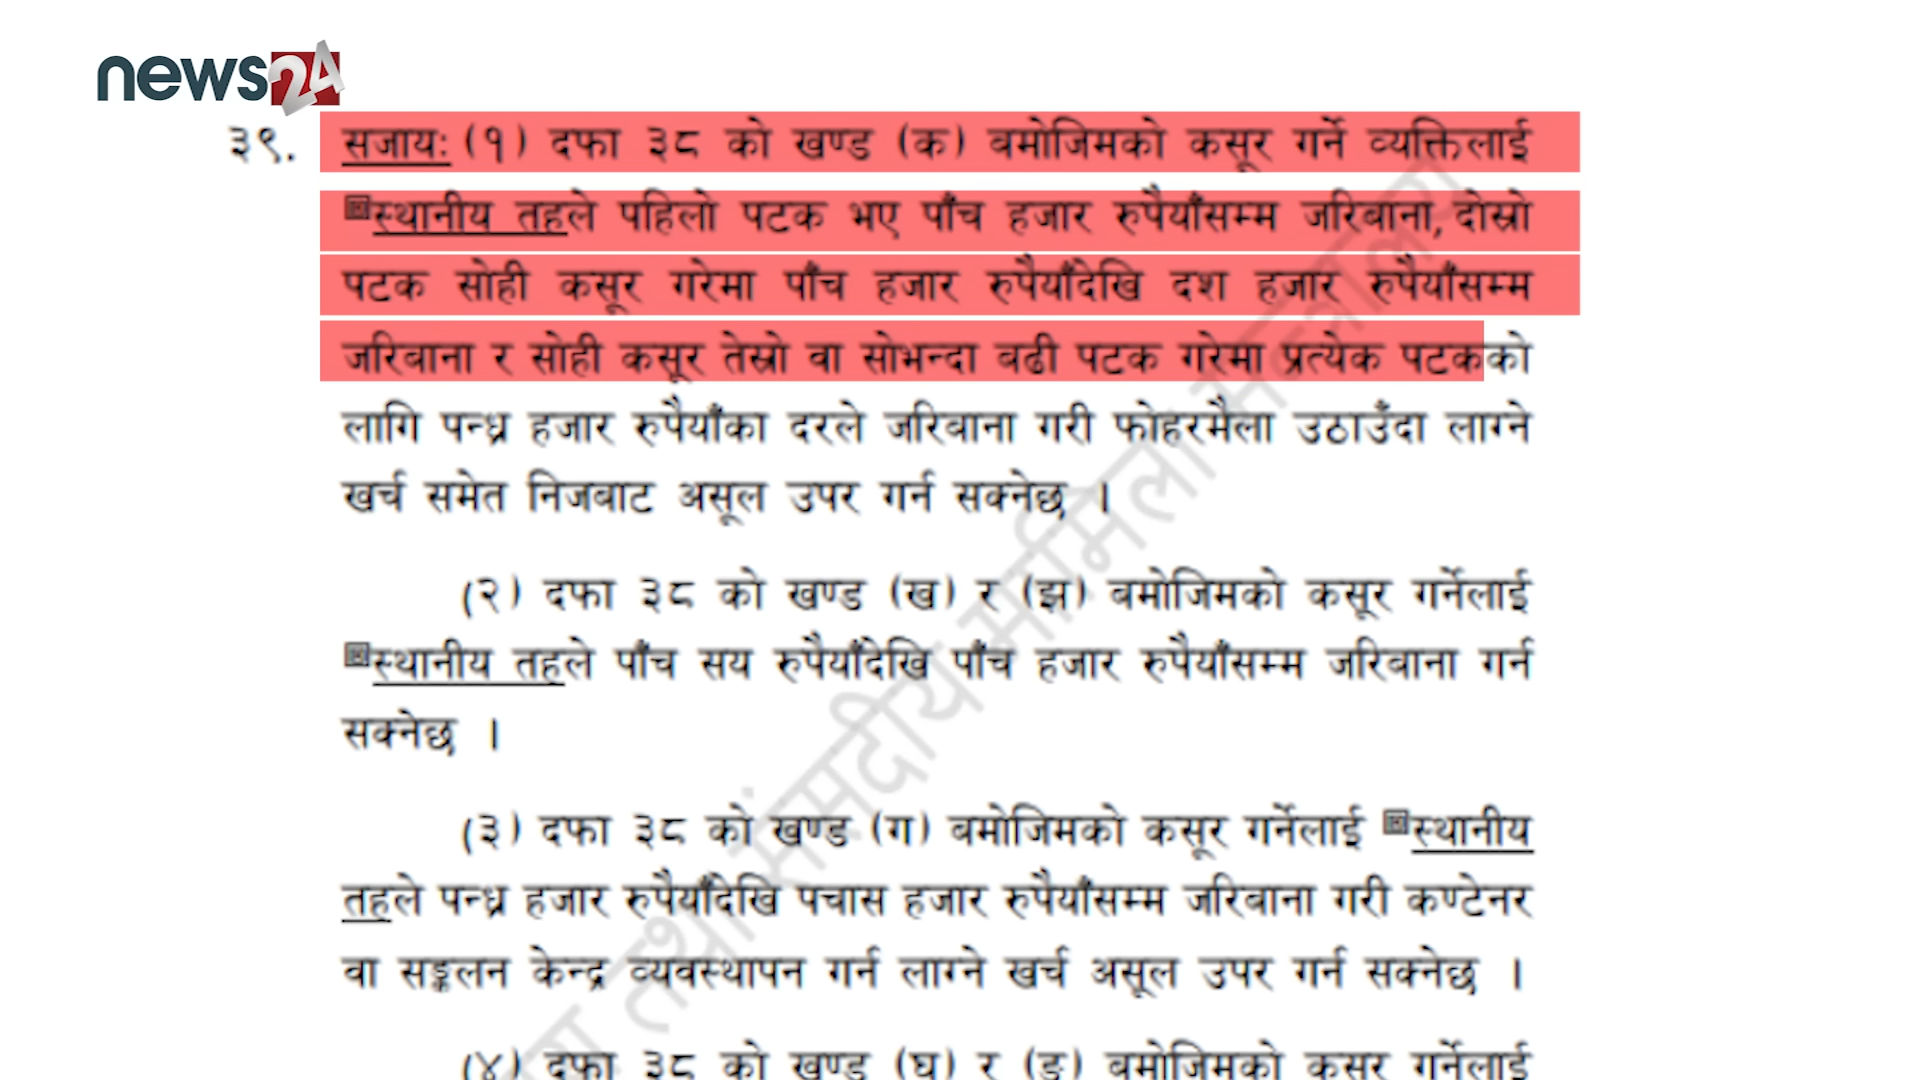 news24
३९. सजायः (१) दफा ३८ को खण्ड (क) बमोजिमको कसूर गर्ने व्यक्तिलाई
स्थानीय तहले पहिलो पटक भए पाँच हजार रुपैयाँसम्म जरिबाना, दोस्रो
पटक सोही कसूर गरेमा पाँच हजार रुपैयाँदेखि दश हजार रुपैयाँसम्म
जरिबाना र सोही कसूर तेस्रो वा सोभन्दा बढी पटक गरेमा प्रत्येक पटकको
लागि पन्ध्र हजार रुपैयाँका दरले जरिबाना गरी फोहरमैला उठाउँदा लाग्ने
खर्च समेत निजबाट असूल उपर गर्न सक्नेछ ।
(२) दफा ३८ को खण्ड (ख) र (झ) बमोजिमको कसूर गर्नेलाई
स्थानीय तहले पाँच सय रुपैयाँदेखि पाँच हजार रुपैयाँसम्म जरिबाना गर्न
सक्नेछ ।
(३) दफा ३८ को खण्ड (ग) बमोजिमको कसूर गर्नेलाई स्थानीय
तहले पन्ध्र हजार रुपैयाँदेखि पचास हजार रुपैयाँसम्म जरिबाना गरी कण्टेनर
वा सङ्कलन केन्द्र व्यवस्थापन गर्न लाग्ने खर्च असूल उपर गर्न सक्नेछ ।
(४) दफा ३८ को खण्ड (घ) र (ङ) बमोजिमको कसूर गर्नेलाई
तथा संसदीय मामिला मन्त्रालय